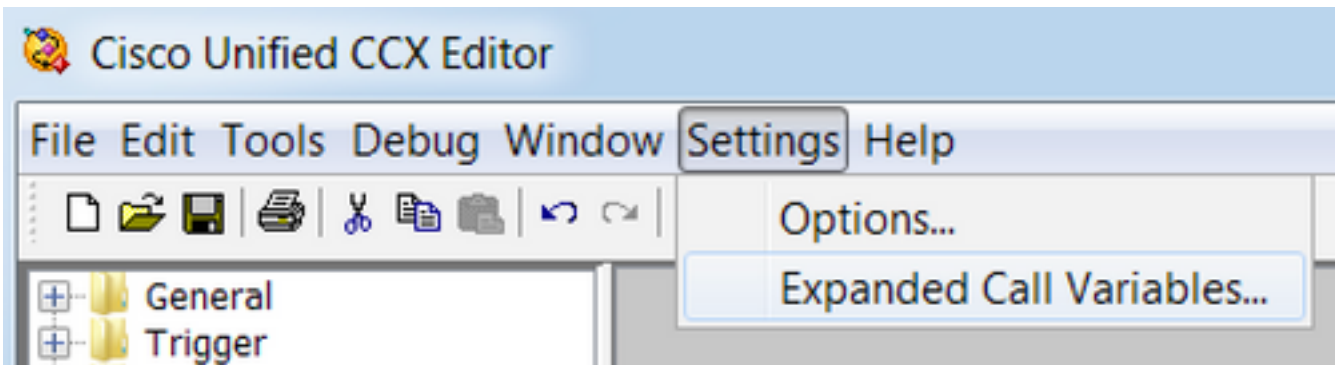 Cisco Unified CCX Editor
File Edit Tools Debug Window Settings Help
Options...
Expanded Call Variables...
General
Trigger